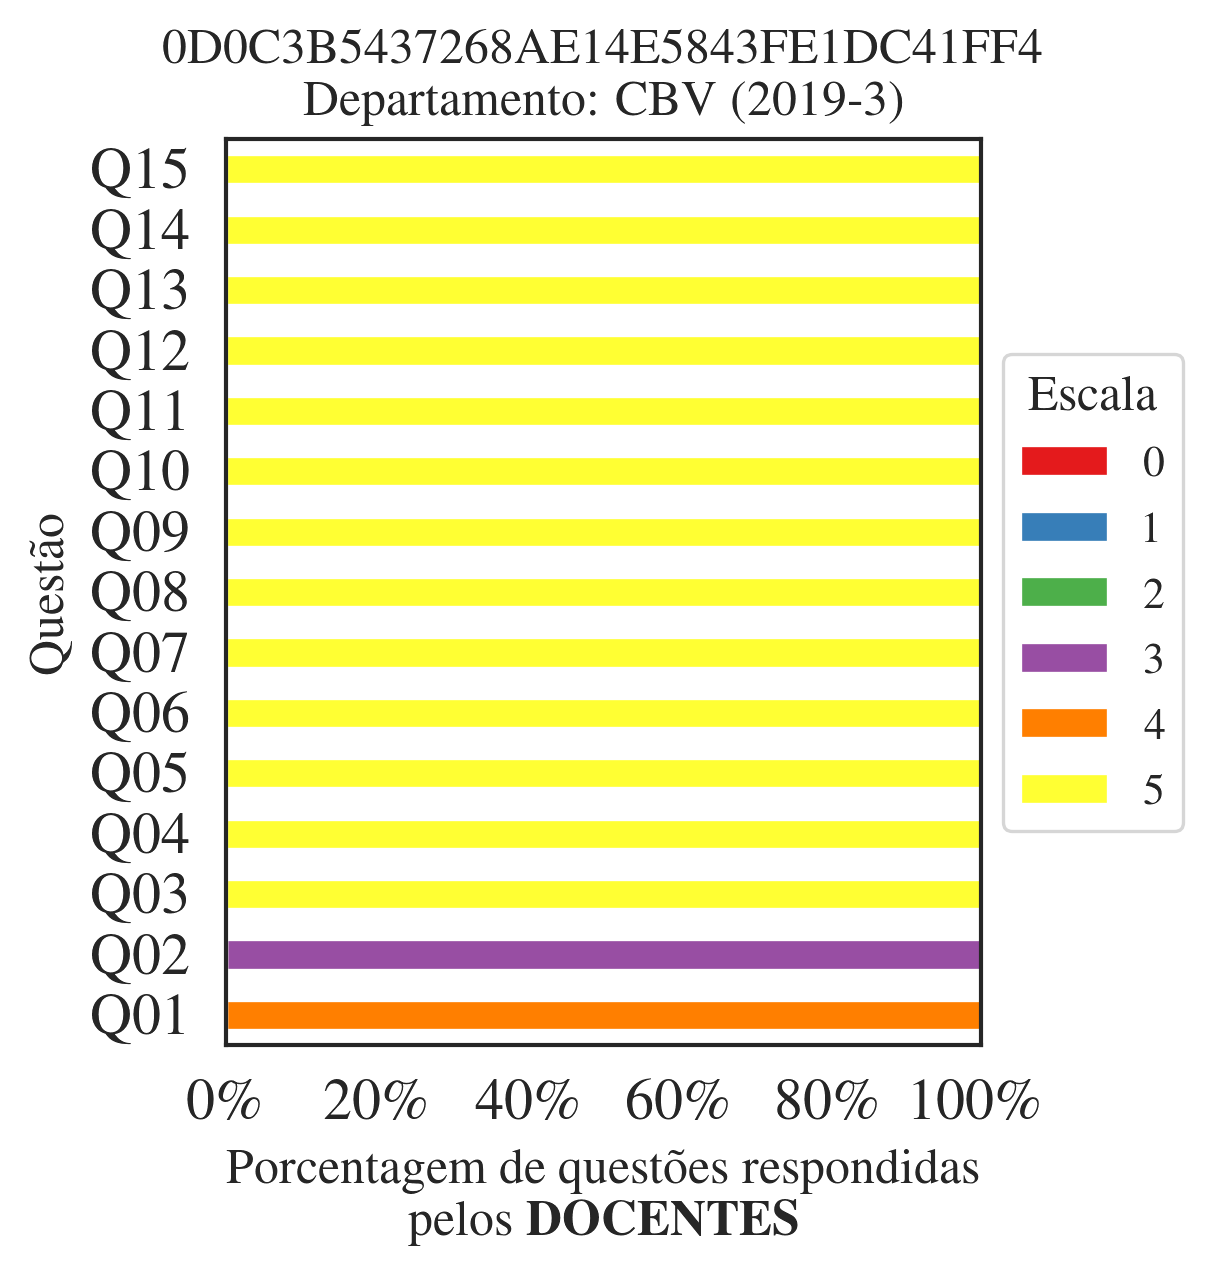 0D0C3B5437268AE14E5843FE1DC41FF4
Departamento: CBV (2019-3)
Questão
Q15
Q14
Q13
Q12
Q11
Q10
Q09
Q08
Q07
Q06
Q05
Q04
Q03
Q02
Q01
0% 20% 40% 60% 80% 100%
Porcentagem de questões respondidas
pelos DOCENTES
Escala
0
1
2
3
4
5